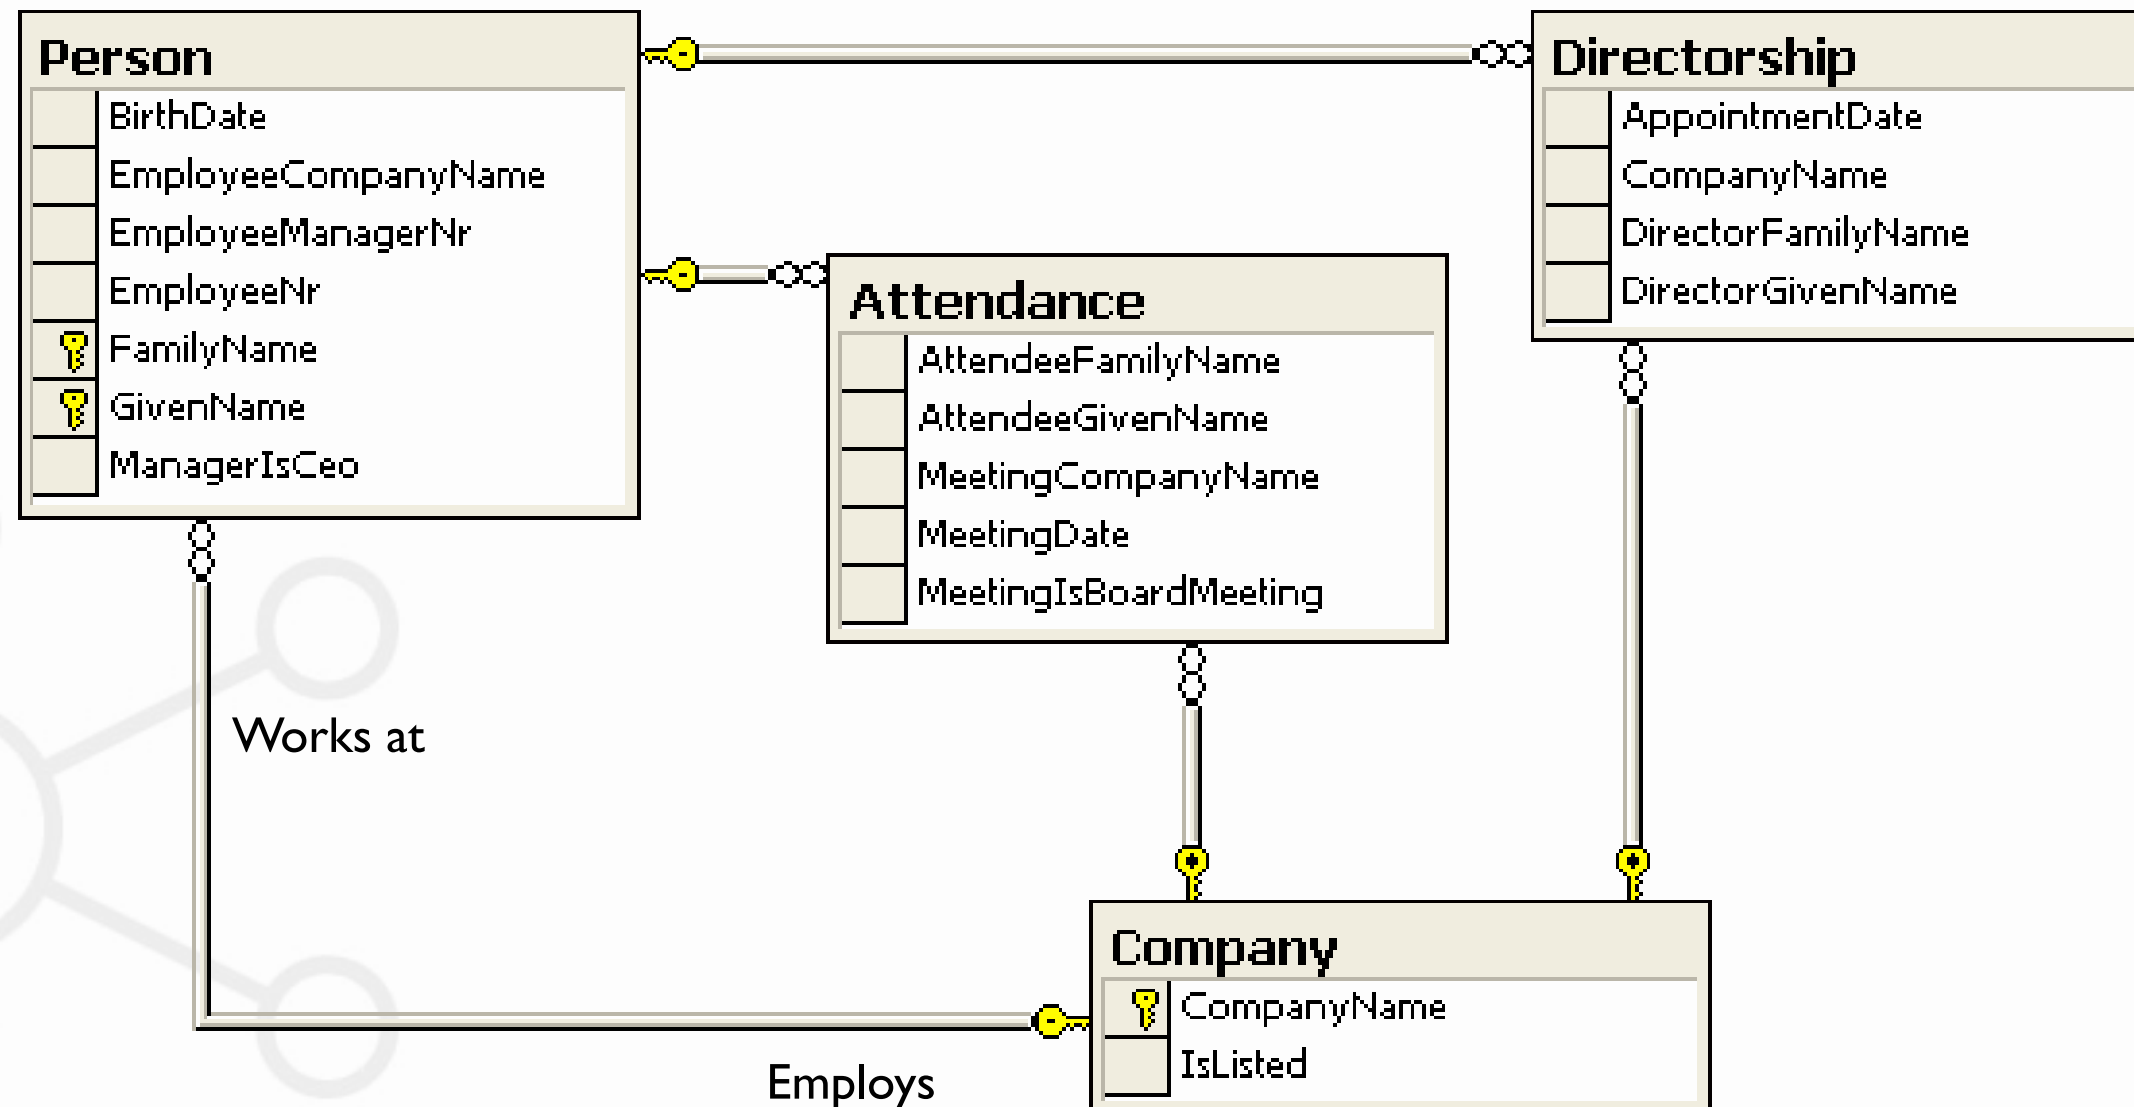 Person
BirthDate
EmployeeCompanyName
EmployeeManagerNr
EmployeeNr
FamilyName
GivenName
ManagerIsCeo
Directorship
AppointmentDate
CompanyName
DirectorFamilyName
DirectorGivenName
Attendance
AttendeeFamilyName
AttendeeGivenName
MeetingCompanyName
MeetingDate
MeetingIsBoardMeeting
Works at
Company
CompanyName
IsListed
Employs